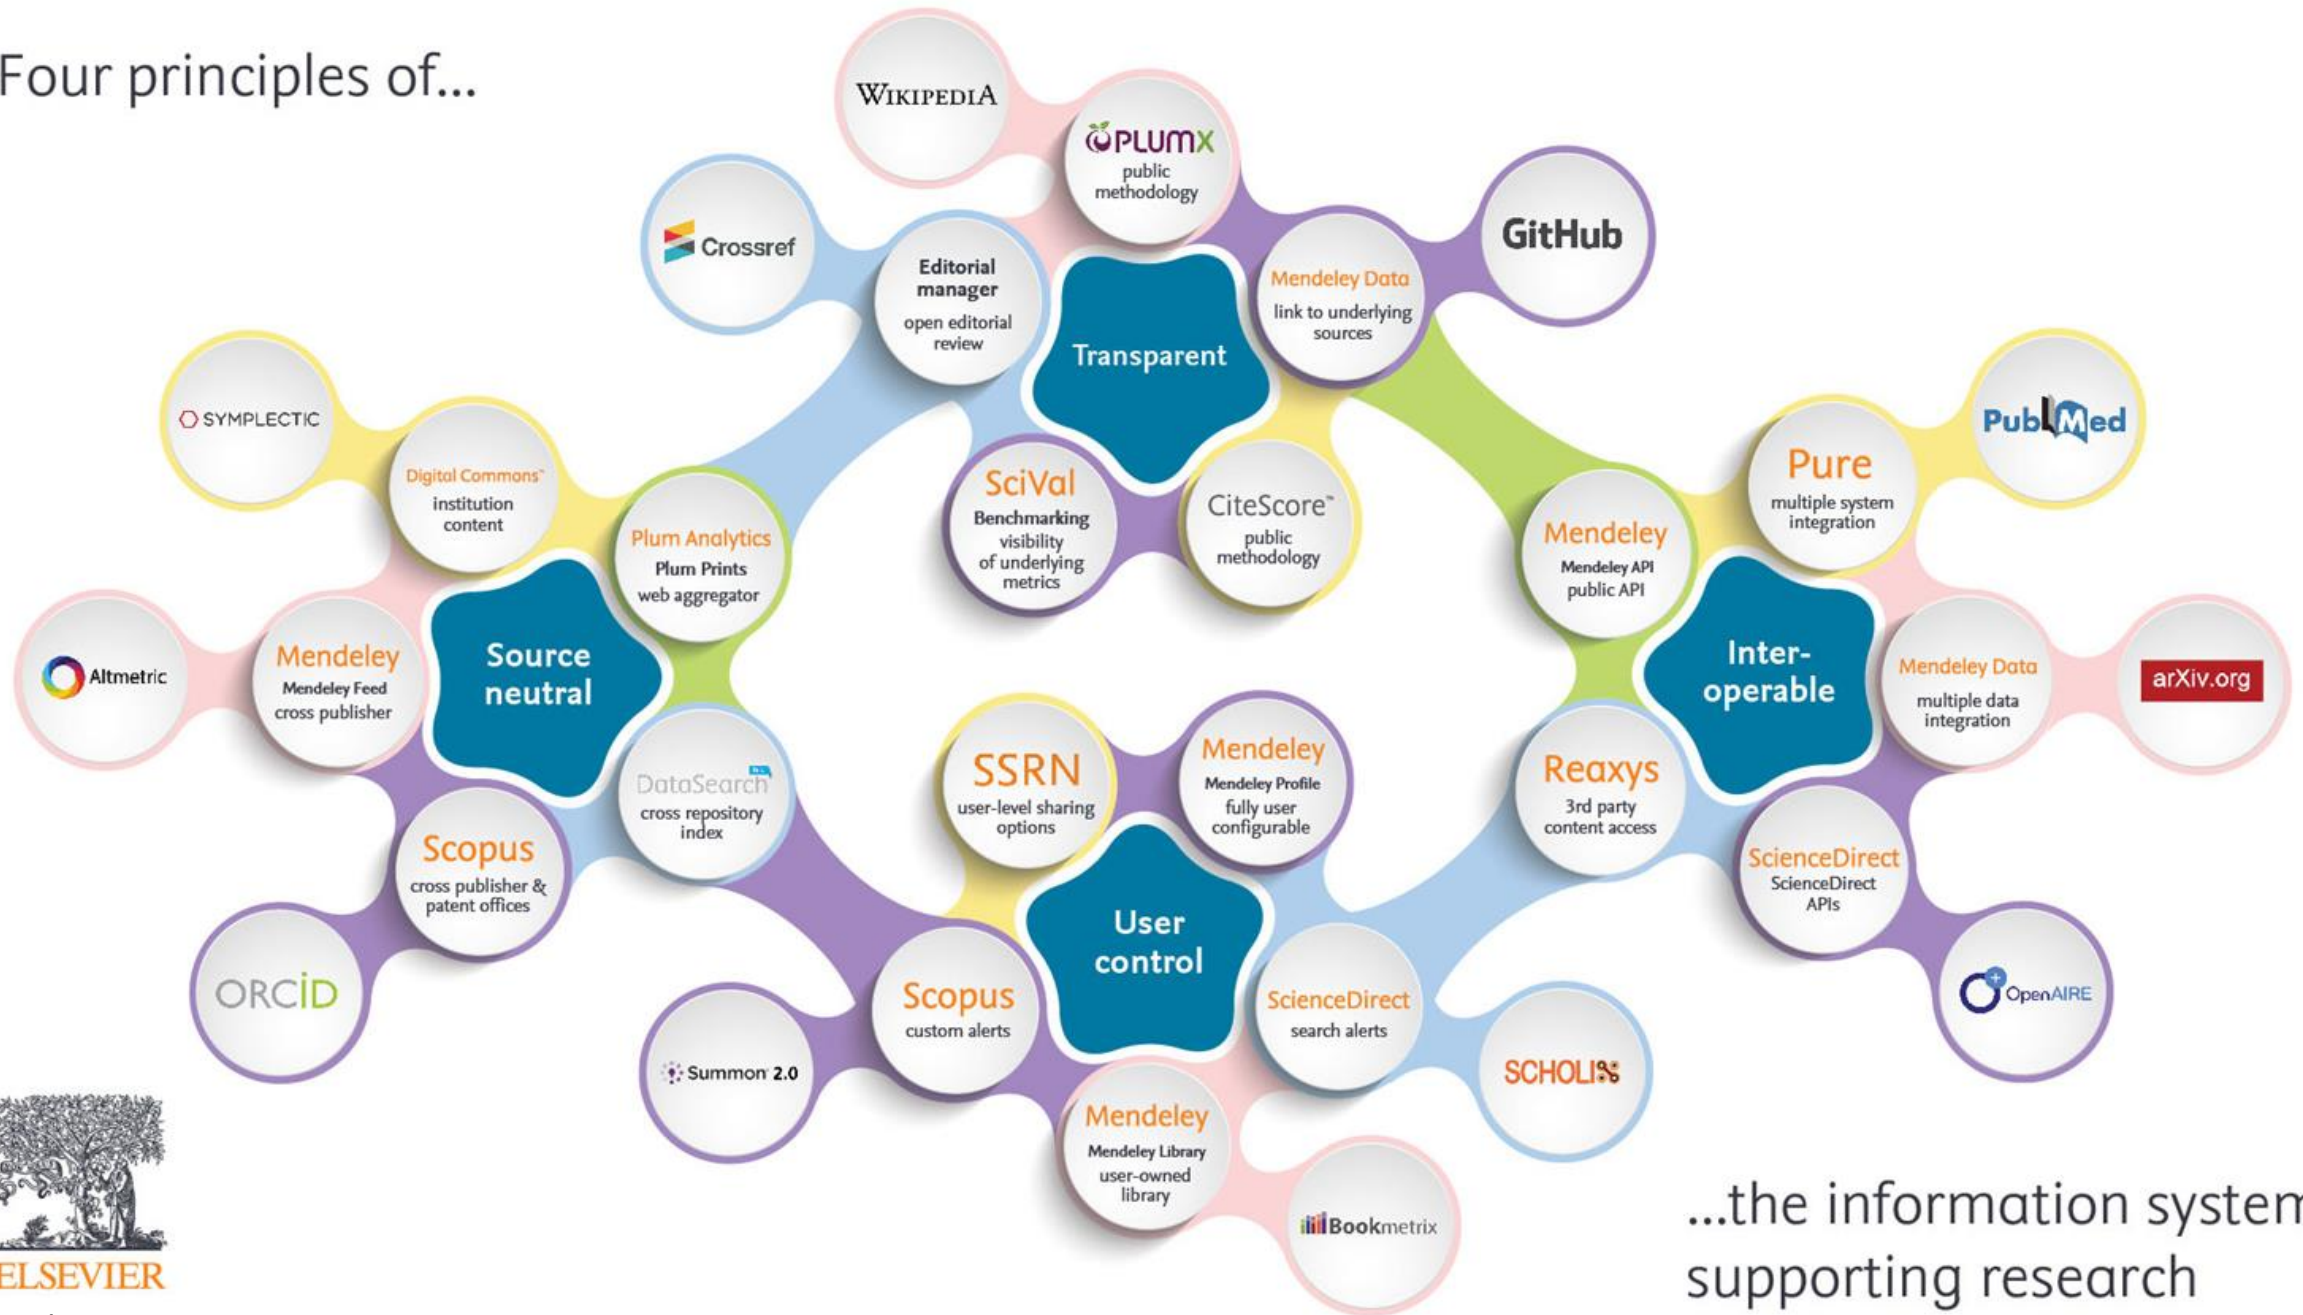 Four principles of...
WIKIPEDIA
PLUMX
public
methodology
Crossref
Editorial
manager
open editorial
review
Mendeley Data
link to underlying
sources
GitHub
Transparent
SciVal
Benchmarking
visibility
of underlying
metrics
CiteScore™
public
methodology
SYMPLECTIC
Digital Commons™
institution
content
Plum Analytics
Plum Prints
web aggregator
Altmetric
Mendeley
Mendeley Feed
cross publisher
Source
neutral
Scopus
cross publisher &
patent offices
DataSearch
cross repository
index
ORCiD
Mendeley
Mendeley API
public API
Pure
multiple system
integration
PubMed
Inter-
operable
Mendeley Data
multiple data
integration
arXiv.org
Reaxys
3rd party
content access
ScienceDirect
ScienceDirect
APIs
OpenAIRE
SSRN
user-level sharing
options
Mendeley
Mendeley Profile
fully user
configurable
User
control
Scopus
custom alerts
ScienceDirect
search alerts
Summon 2.0
SCHOLIX
Mendeley
Mendeley Library
user-owned
library
Bookmetrix
ELSEVIER
...the information system
supporting research